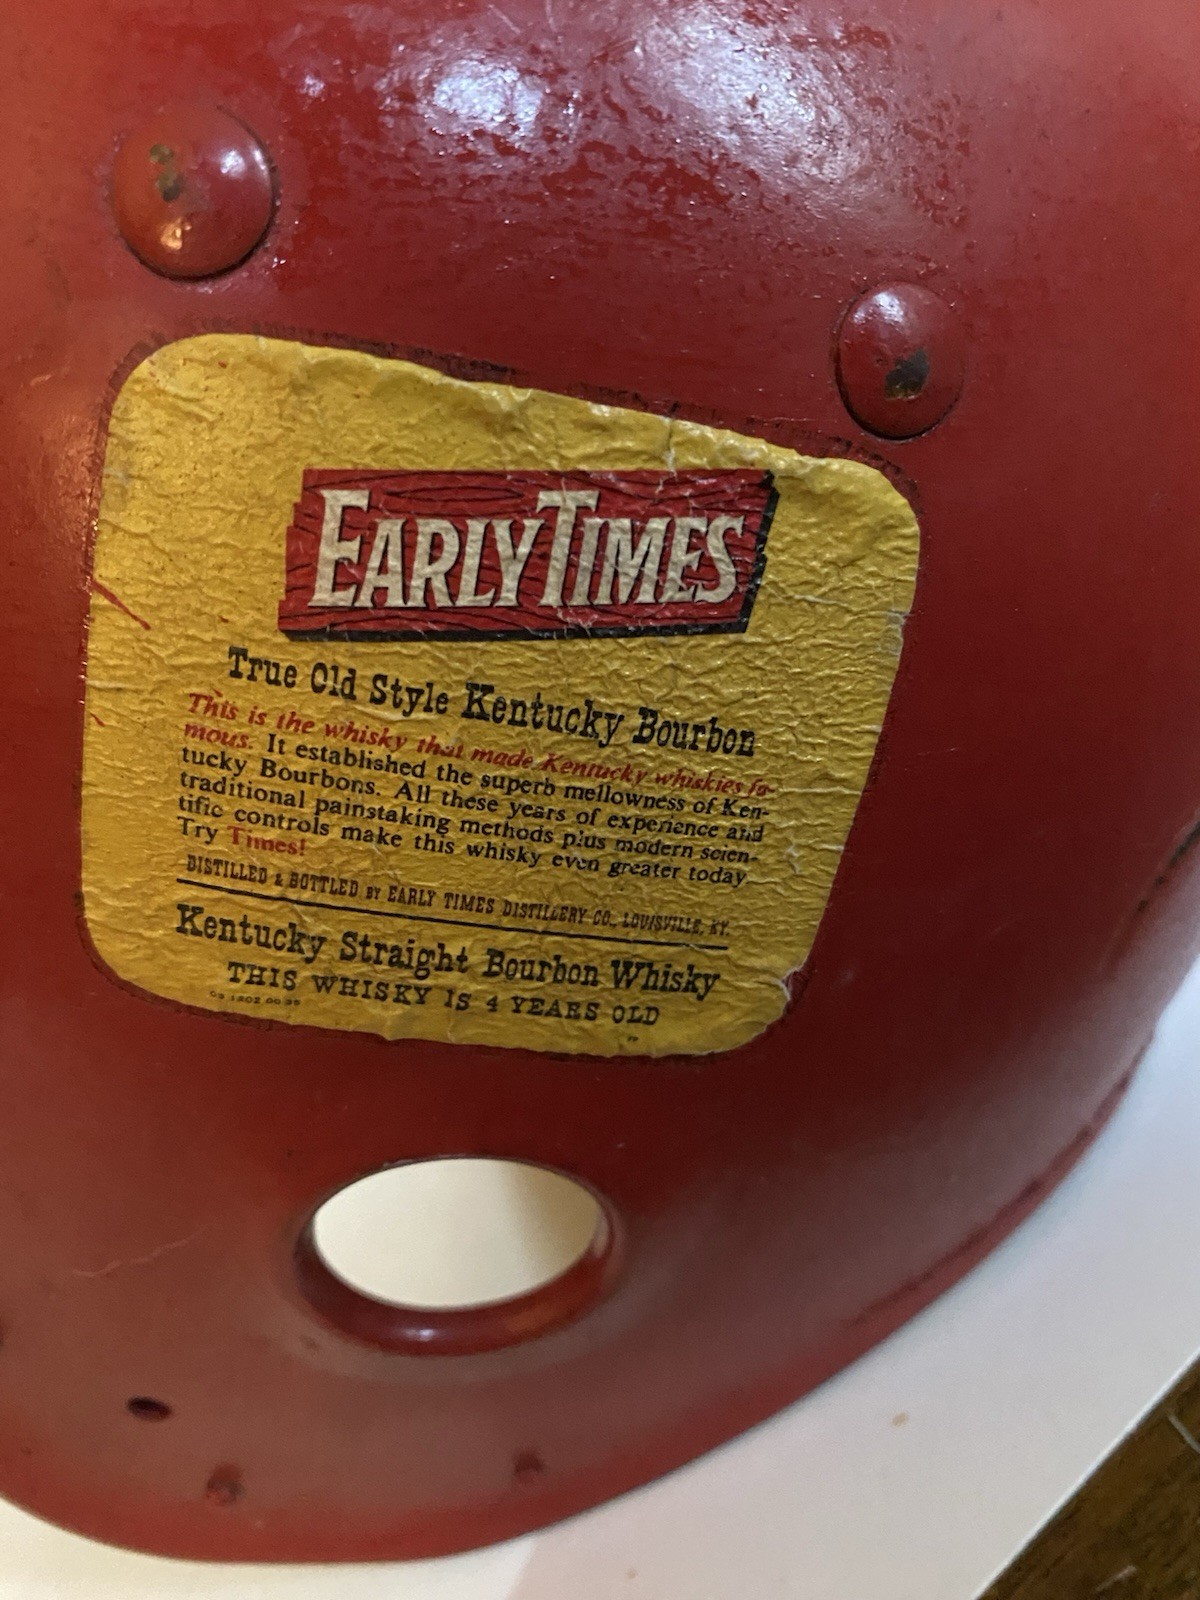 EARLY TIMES
True Old Style Kentucky Bourbon
This is the whisky that made Kentucky whiskies fa-
mous. It established the superb mellowness of Ken-
tucky Bourbons. All these years of experience and
traditional painstaking methods plus modern scien-
tific controls make this whisky even greater today.
Try Times!
DISTILLED & BOTTLED BY EARLY TIMES DISTILLERY CO., LOUISVILLE, KY.
Kentucky Straight Bourbon Whisky
THIS WHISKY IS 4 YEARS OLD